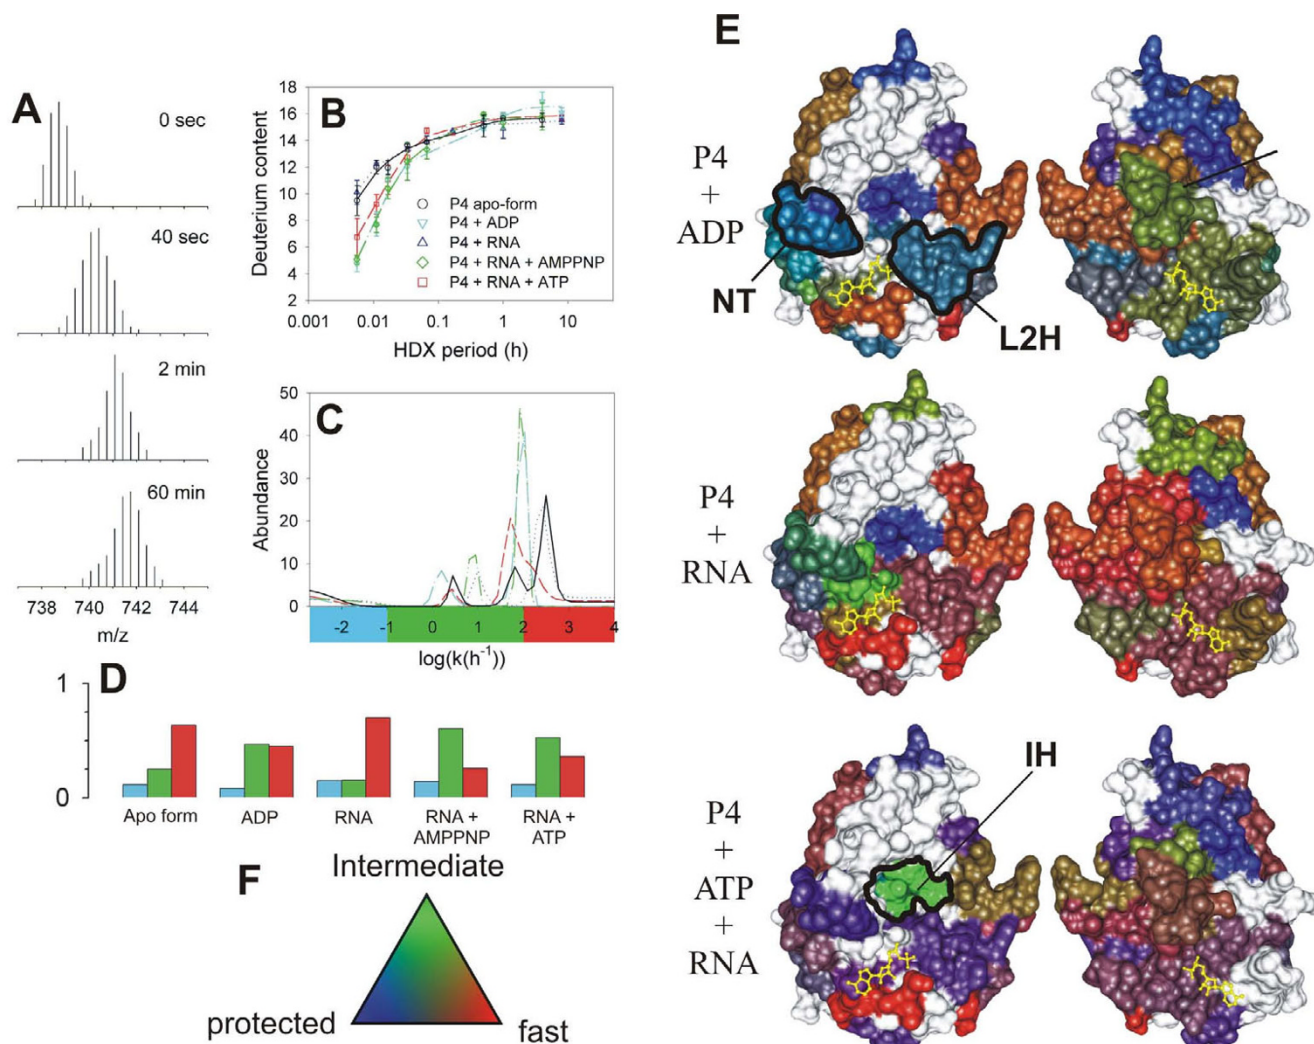 A
0 sec
40 sec
2 min
60 min
738 740 742 744
m/z
B
Deuterium content
18
16
14
12
10
8
6
4
2
P4 apo-form
P4 + ADP
P4 + RNA
P4 + RNA + AMPPNP
P4 + RNA + ATP
0.001 0.01 0.1 1 10
HDX period (h)
C
Abundance
50
40
30
20
10
0
-2 -1 0 1 2 3 4
log(k(h⁻¹))
D
1
0
Apo form
ADP
RNA
RNA +
AMPPNP
RNA +
ATP
E
P4
+
ADP
NT
L2H
P4
+
RNA
IH
P4
+
ATP
+
RNA
F
Intermediate
protected
fast